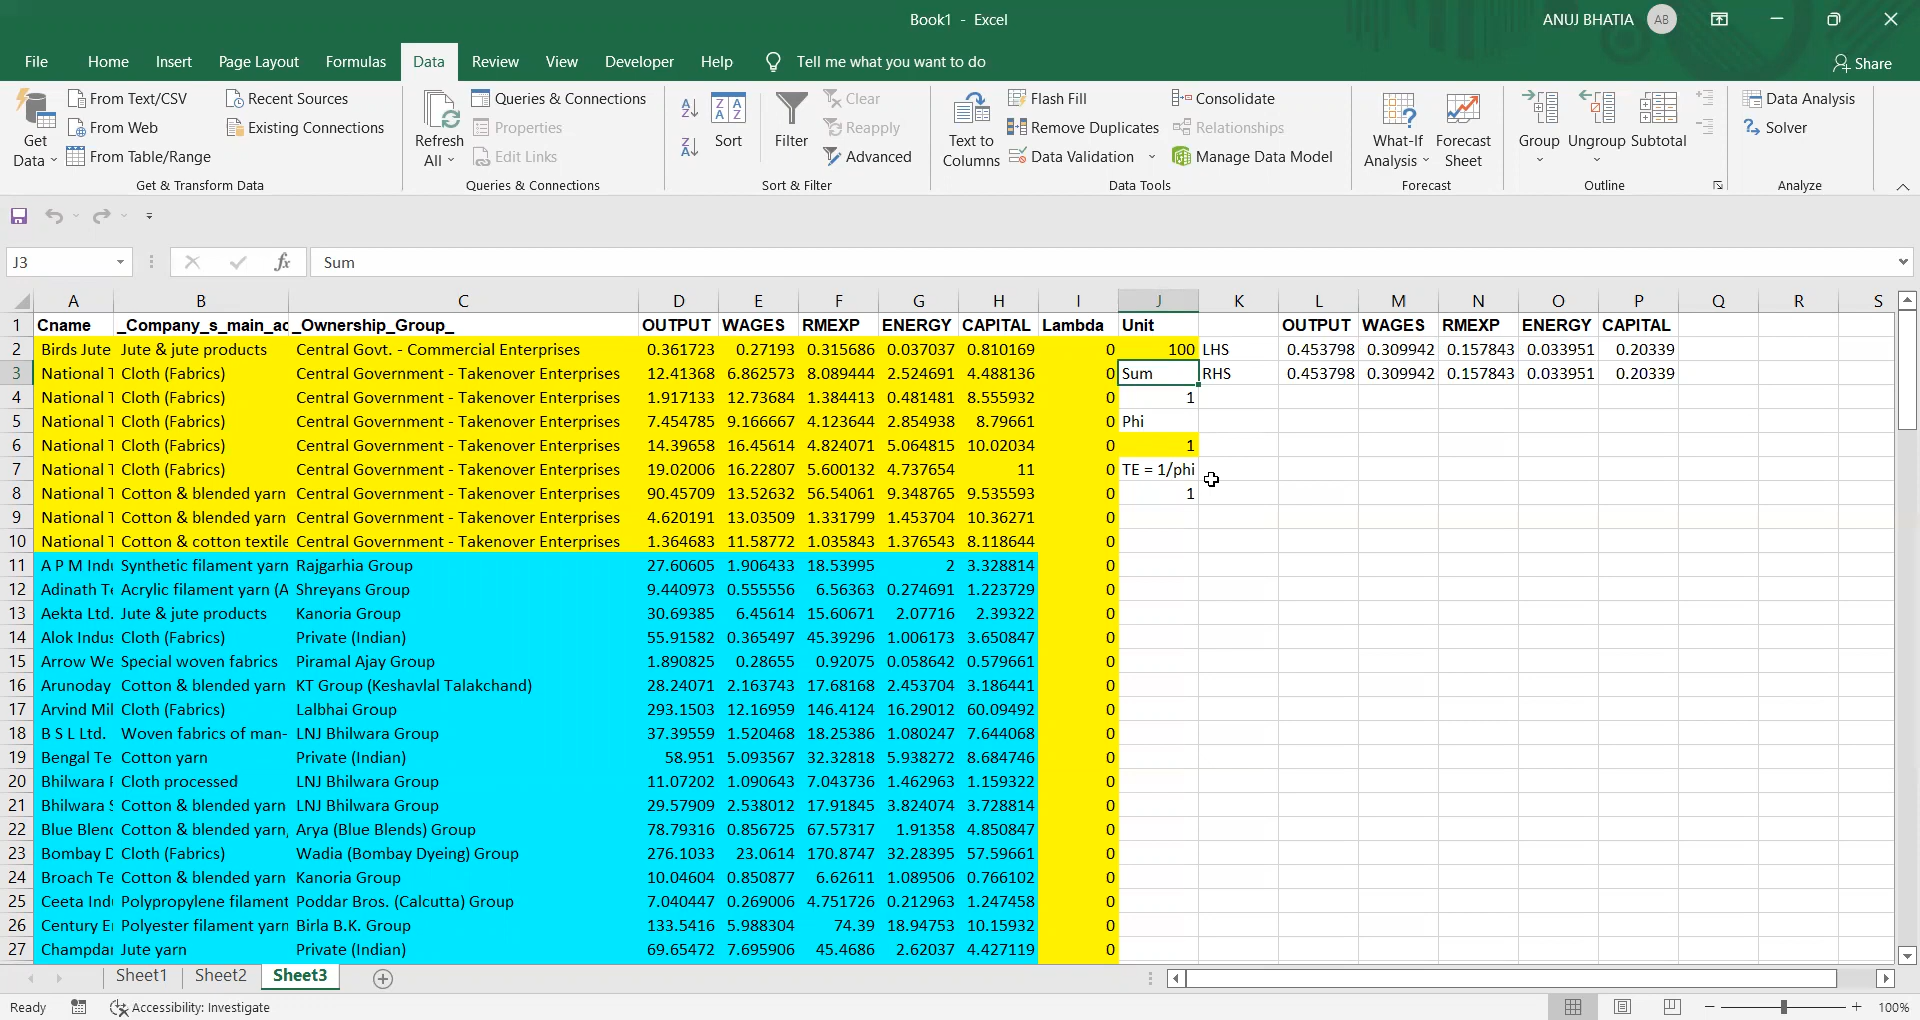 Book1 - Excel
ANUJ BHATIA AB
File Home Insert Page Layout Formulas Data Review View Developer Help Tell me what you want to do Share
Get Data
From Text/CSV
From Web
From Table/Range
Recent Sources
Existing Connections
Get & Transform Data
Refresh All
Queries & Connections
Properties
Edit Links
Queries & Connections
Sort
Filter
Clear
Reapply
Advanced
Sort & Filter
Text to Columns
Flash Fill
Remove Duplicates
Data Validation
Consolidate
Relationships
Manage Data Model
Data Tools
What-If Analysis
Forecast Sheet
Forecast
Group
Ungroup
Subtotal
Outline
Data Analysis
Solver
Analyze
J3 fx Sum
A B C D E F G H I J K L M N O P Q R S
1 Cname _Company_s_main_ac _Ownership_Group_ OUTPUT WAGES RMEXP ENERGY CAPITAL Lambda Unit OUTPUT WAGES RMEXP ENERGY CAPITAL
2 Birds Jute Jute & jute products Central Govt. - Commercial Enterprises 0.361723 0.27193 0.315686 0.037037 0.810169 0 100 LHS 0.453798 0.309942 0.157843 0.033951 0.20339
3 National T Cloth (Fabrics) Central Government - Takenover Enterprises 12.41368 6.862573 8.089444 2.524691 4.488136 0 Sum RHS 0.453798 0.309942 0.157843 0.033951 0.20339
4 National T Cloth (Fabrics) Central Government - Takenover Enterprises 1.917133 12.73684 1.384413 0.481481 8.555932 0 1
5 National T Cloth (Fabrics) Central Government - Takenover Enterprises 7.454785 9.166667 4.123644 2.854938 8.79661 0 Phi
6 National T Cloth (Fabrics) Central Government - Takenover Enterprises 14.39658 16.45614 4.824071 5.064815 10.02034 0 1
7 National T Cloth (Fabrics) Central Government - Takenover Enterprises 19.02006 16.22807 5.600132 4.737654 11 0 TE = 1/phi
8 National T Cotton & blended yarn Central Government - Takenover Enterprises 90.45709 13.52632 56.54061 9.348765 9.535593 0 1
9 National T Cotton & blended yarn Central Government - Takenover Enterprises 4.620191 13.03509 1.331799 1.453704 10.36271 0
10 National T Cotton & cotton textile Central Government - Takenover Enterprises 1.364683 11.58772 1.035843 1.376543 8.118644 0
11 A P M Indu Synthetic filament yarn Rajgarhia Group 27.60605 1.906433 18.53995 2 3.328814 0
12 Adinath Te Acrylic filament yarn (A Shreyans Group 9.440973 0.555556 6.56363 0.274691 1.223729 0
13 Aekta Ltd. Jute & jute products Kanoria Group 30.69385 6.45614 15.60671 2.07716 2.39322 0
14 Alok Indus Cloth (Fabrics) Private (Indian) 55.91582 0.365497 45.39296 1.006173 3.650847 0
15 Arrow We Special woven fabrics Piramal Ajay Group 1.890825 0.28655 0.92075 0.058642 0.579661 0
16 Arunoday Cotton & blended yarn KT Group (Keshavlal Talakchand) 28.24071 2.163743 17.68168 2.453704 3.186441 0
17 Arvind Mil Cloth (Fabrics) Lalbhai Group 293.1503 12.16959 146.4124 16.29012 60.09492 0
18 B S L Ltd. Woven fabrics of man- LNJ Bhilwara Group 37.39559 1.520468 18.25386 1.080247 7.644068 0
19 Bengal Te Cotton yarn Private (Indian) 58.951 5.093567 32.32818 5.938272 8.684746 0
20 Bhilwara P Cloth processed LNJ Bhilwara Group 11.07202 1.090643 7.043736 1.462963 1.159322 0
21 Bhilwara S Cotton & blended yarn LNJ Bhilwara Group 29.57909 2.538012 17.91845 3.824074 3.728814 0
22 Blue Blenc Cotton & blended yarn, Arya (Blue Blends) Group 78.79316 0.856725 67.57317 1.91358 4.850847 0
23 Bombay D Cloth (Fabrics) Wadia (Bombay Dyeing) Group 276.1033 23.0614 170.8747 32.28395 57.59661 0
24 Broach Te Cotton & blended yarn Kanoria Group 10.04604 0.850877 6.62611 1.089506 0.766102 0
25 Ceeta Indu Polypropylene filament Poddar Bros. (Calcutta) Group 7.040447 0.269006 4.751726 0.212963 1.247458 0
26 Century Er Polyester filament yarn Birla B.K. Group 133.5416 5.988304 74.39 18.94753 10.15932 0
27 Champdar Jute yarn Private (Indian) 69.65472 7.695906 45.4686 2.62037 4.427119 0
Sheet1 Sheet2 Sheet3
Ready Accessibility: Investigate 100%